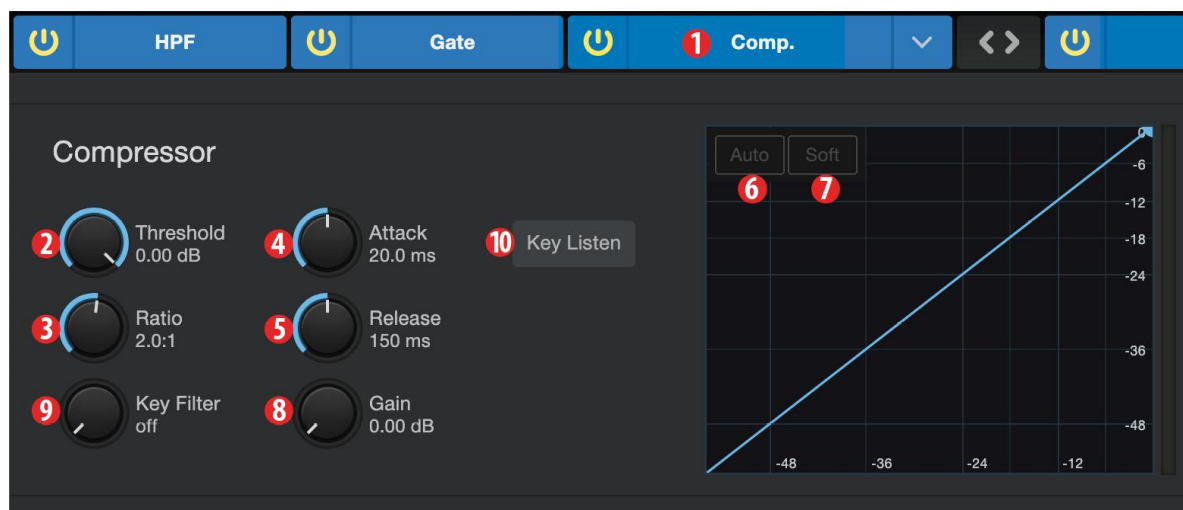 HPF
Gate
1 Comp.
Compressor
Auto Soft
6 7
2 Threshold
0.00 dB
4 Attack
20.0 ms
10 Key Listen
3 Ratio
2.0:1
5 Release
150 ms
9 Key Filter
off
8 Gain
0.00 dB
0
-6
-12
-18
-24
-36
-48
-48 -36 -24 -12